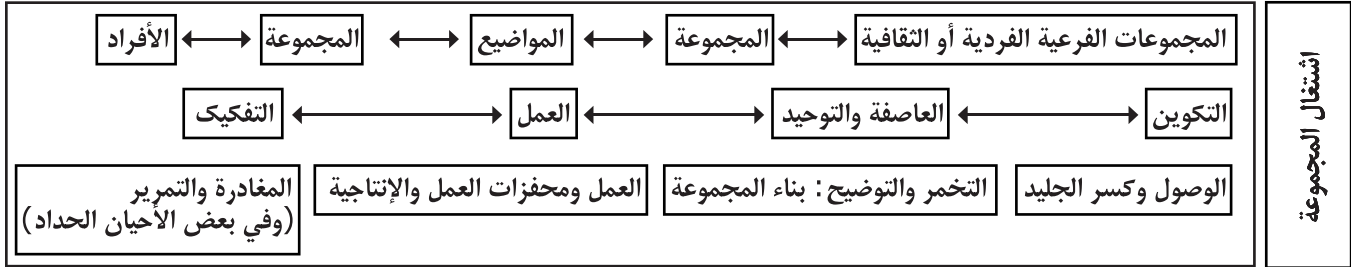 اشتغال المجموعة
المجموعات الفرعية الفردية أو الثقافية
المجموعة
المواضيع
المجموعة
الأفراد
التكوين
العاصفة والتوحيد
العمل
التفكيک
الوصول وكسر الجليد
التخمر والتوضيح: بناء المجموعة
العمل ومحفزات العمل والإنتاجية
المغادرة والتمرير
(وفي بعض الأحيان الحداد)